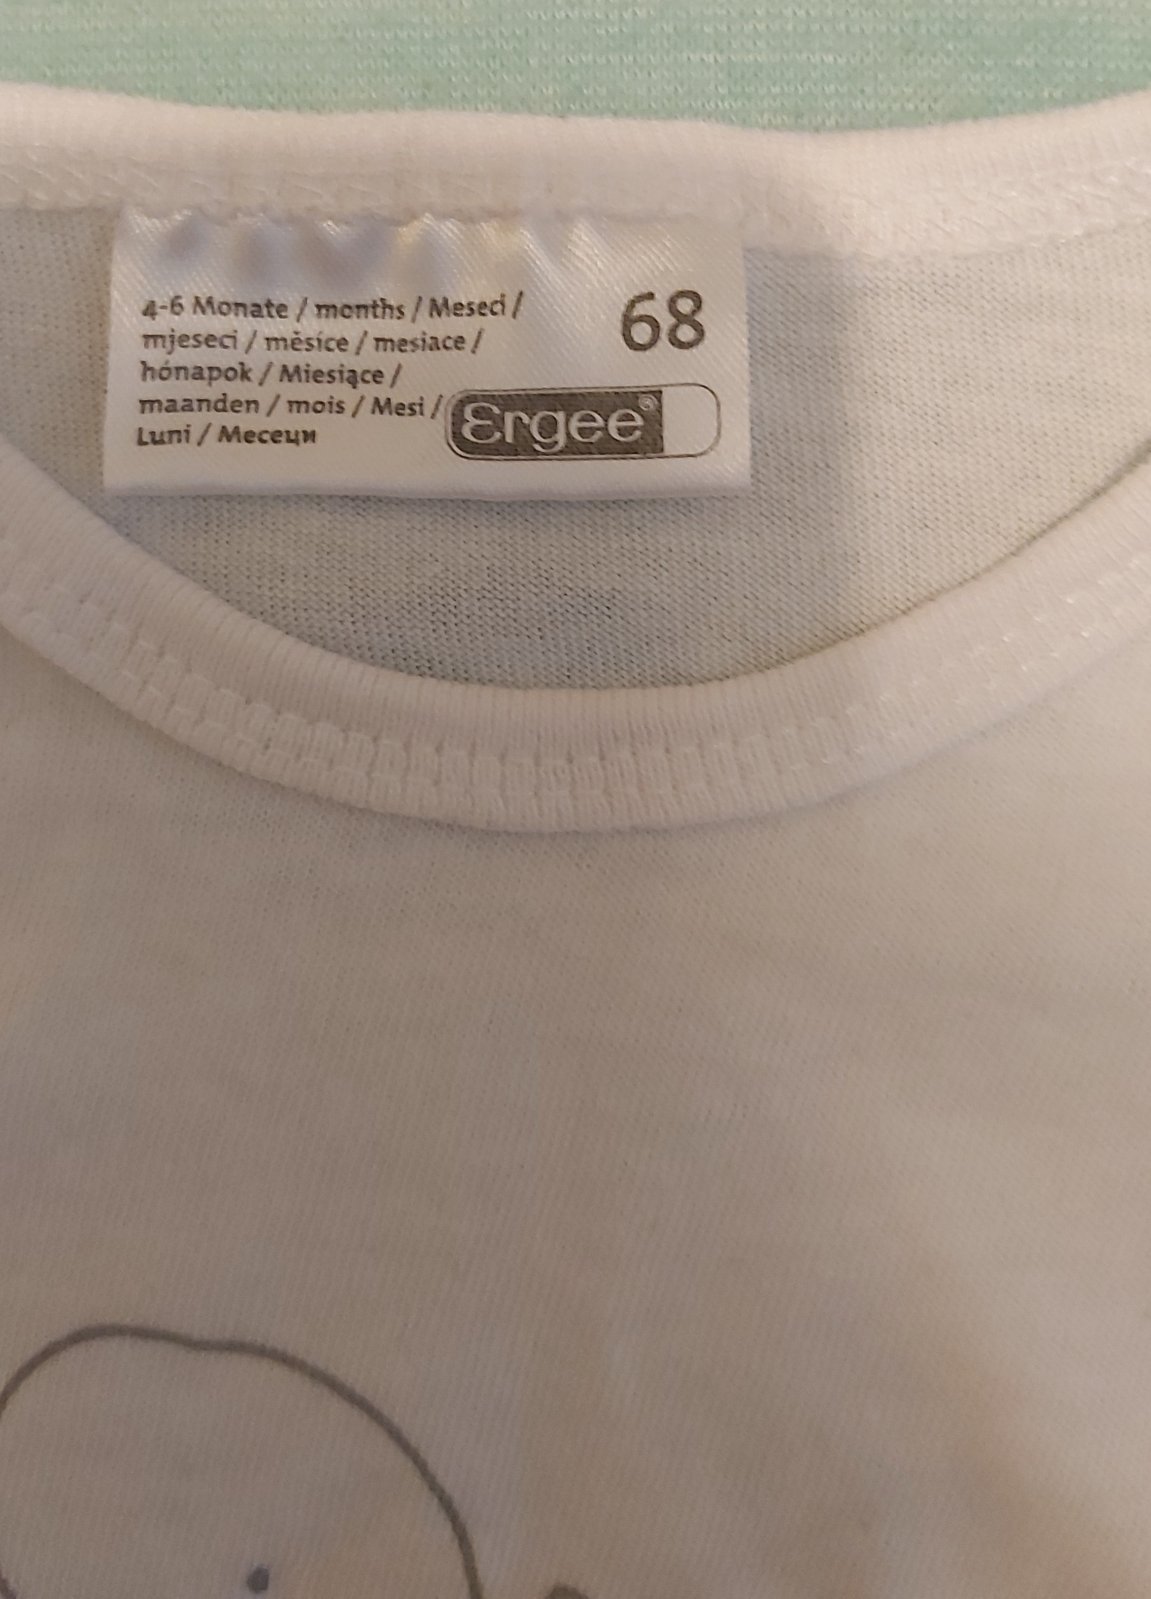 4-6 Monate / months / Meseci /
mjeseci / měsíce / mesiace /
hónapok / Miesiące /
maanden / mois / Mesi /
Luni / Месеци
68
Ergee®